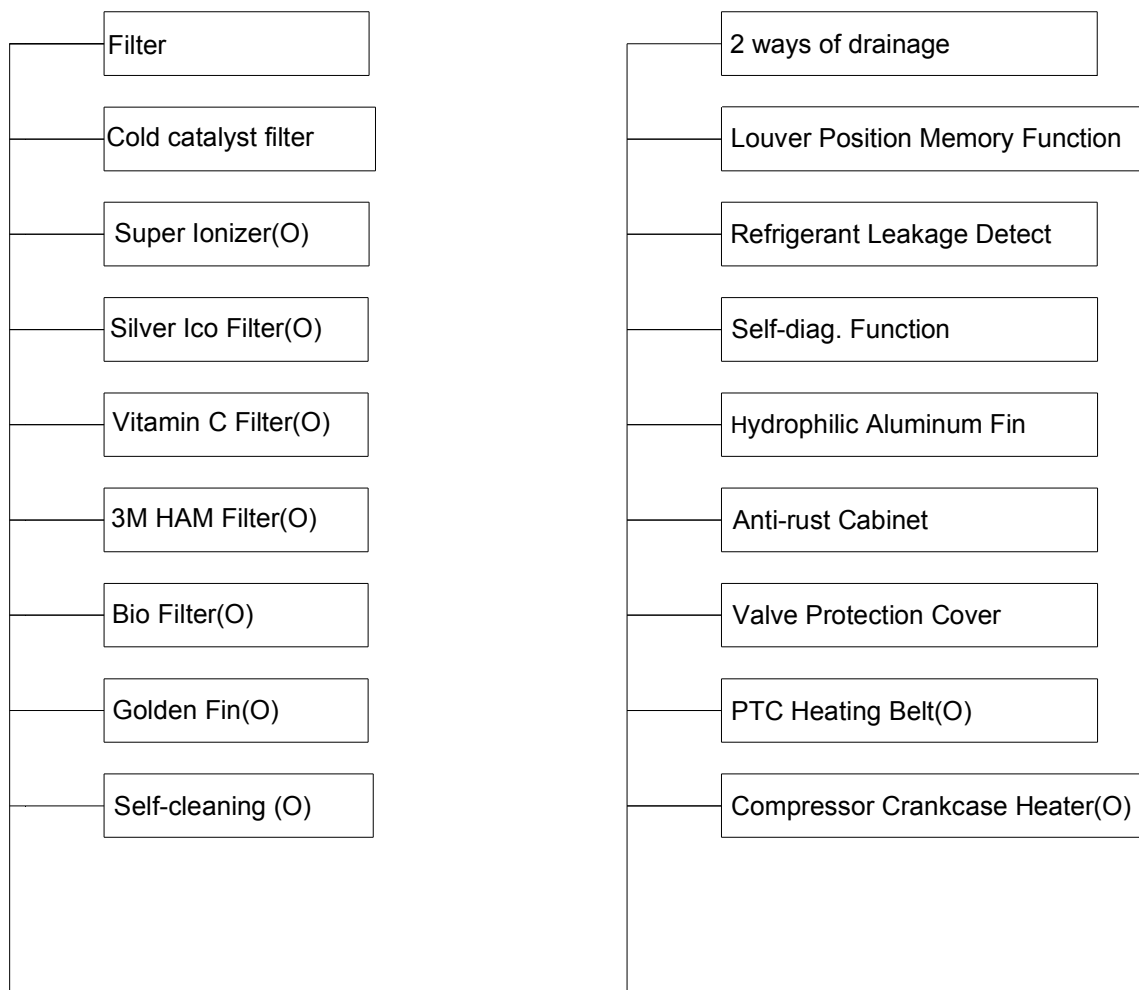 Filter
Cold catalyst filter
Super Ionizer(O)
Silver Ico Filter(O)
Vitamin C Filter(O)
3M HAM Filter(O)
Bio Filter(O)
Golden Fin(O)
Self-cleaning (O)
2 ways of drainage
Louver Position Memory Function
Refrigerant Leakage Detect
Self-diag. Function
Hydrophilic Aluminum Fin
Anti-rust Cabinet
Valve Protection Cover
PTC Heating Belt(O)
Compressor Crankcase Heater(O)